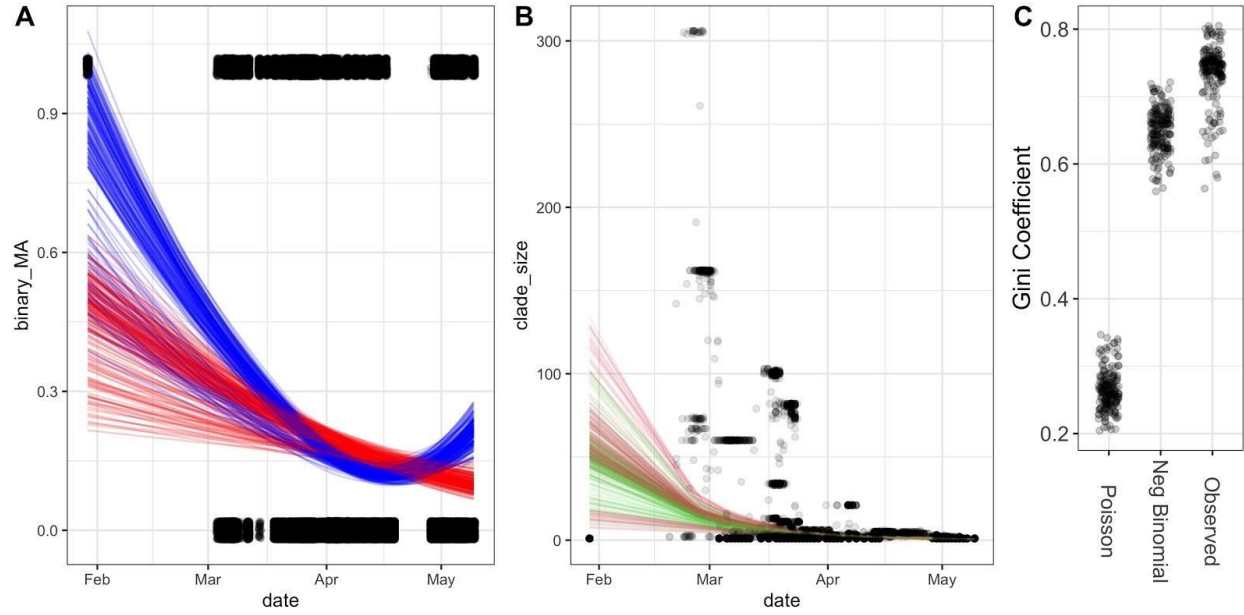 A
binary_MA
0.9
0.6
0.3
0.0
Feb
Mar
Apr
May
date
B
clade_size
300
200
100
0
Feb
Mar
Apr
May
date
C
Gini Coefficient
0.8
0.6
0.4
0.2
Poisson
Neg Binomial
Observed